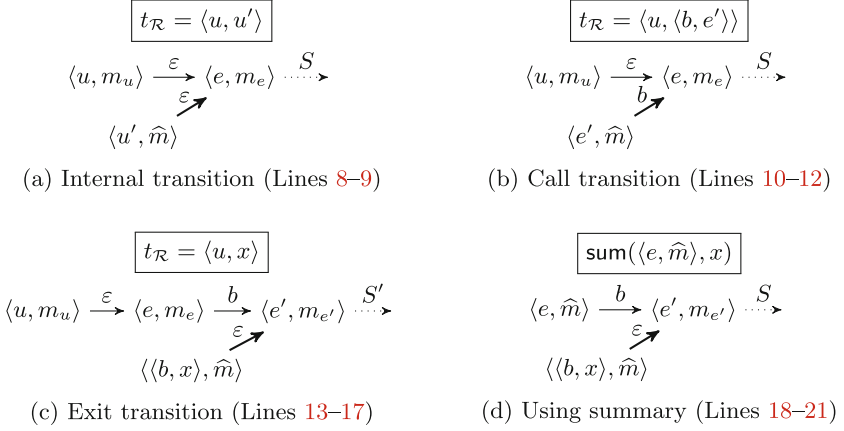 t_R = ⟨u, u′⟩
⟨u, m_u⟩ ε ⟨e, m_e⟩ S
ε
⟨u′, m̂⟩
(a) Internal transition (Lines 8–9)
t_R = ⟨u, ⟨b, e′⟩⟩
⟨u, m_u⟩ ε ⟨e, m_e⟩ S
b
⟨e′, m̂⟩
(b) Call transition (Lines 10–12)
t_R = ⟨u, x⟩
⟨u, m_u⟩ ε ⟨e, m_e⟩ b ⟨e′, m_e′⟩ S′
ε
⟨⟨b, x⟩, m̂⟩
(c) Exit transition (Lines 13–17)
sum(⟨e, m̂⟩, x)
⟨e, m̂⟩ b ⟨e′, m_e′⟩ S
ε
⟨⟨b, x⟩, m̂⟩
(d) Using summary (Lines 18–21)